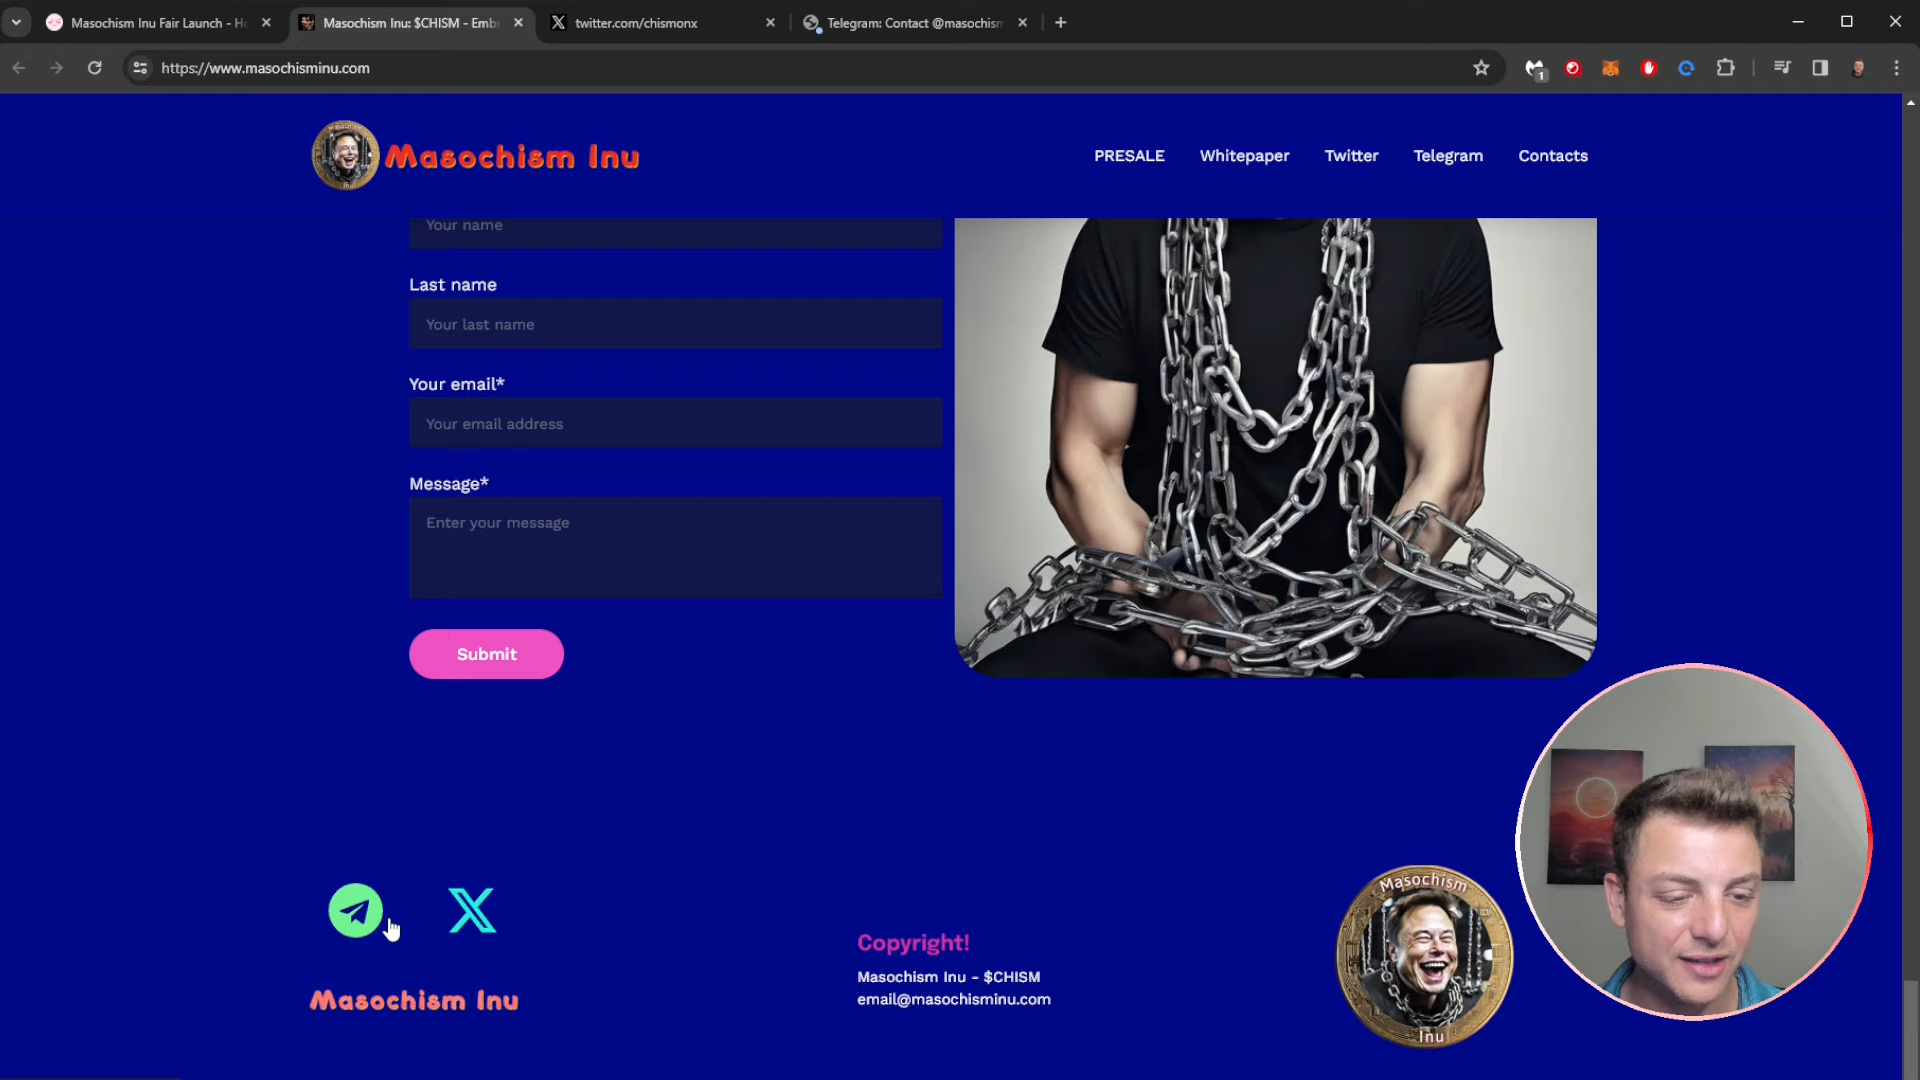 Masochism Inu Fair Launch - Ho
Masochism Inu: $CHISM - Emb
twitter.com/chismonx
Telegram: Contact @masochism
https://www.masochisminu.com
1
Masochism Inu
PRESALE
Whitepaper
Twitter
Telegram
Contacts
Your name
Last name
Your last name
Your email*
Your email address
Message*
Enter your message
Submit
Masochism Inu
Copyright!
Masochism Inu - $CHISM
email@masochisminu.com
Masochism
Inu